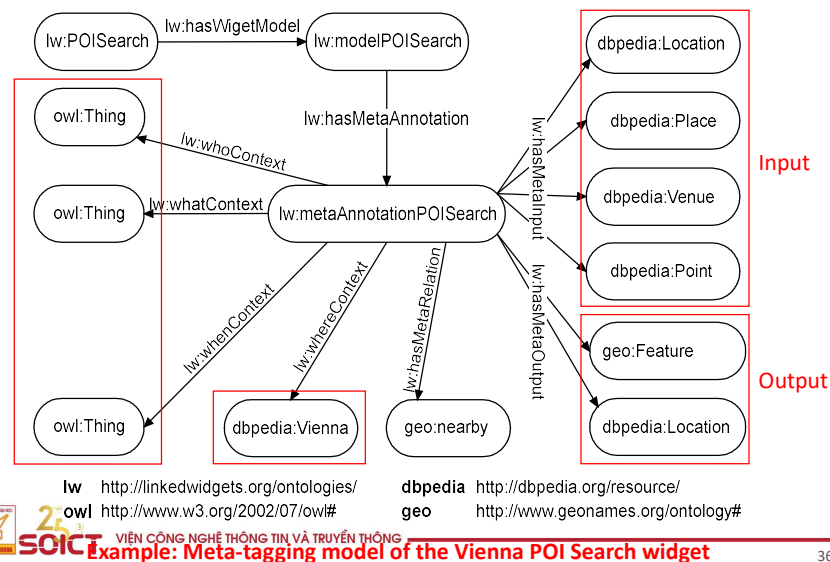 lw:POISearch
lw:hasWigetModel
lw:modelPOISearch
dbpedia:Location
owl:Thing
lw:hasMetaAnnotation
dbpedia:Place
lw:whoContext
lw:hasMetaInput
Input
owl:Thing
lw:whatContext
lw:metaAnnotationPOISearch
dbpedia:Venue
dbpedia:Point
lw:whenContext
lw:whereContext
lw:hasMetaRelation
lw:hasMetaOutput
geo:Feature
Output
owl:Thing
dbpedia:Vienna
geo:nearby
dbpedia:Location
lw http://linkedwidgets.org/ontologies/ dbpedia http://dbpedia.org/resource/
owl http://www.w3.org/2002/07/owl# geo http://www.geonames.org/ontology#
25
SOICT
VIỆN CÔNG NGHỆ THÔNG TIN VÀ TRUYỀN THÔNG
Example: Meta-tagging model of the Vienna POI Search widget
36